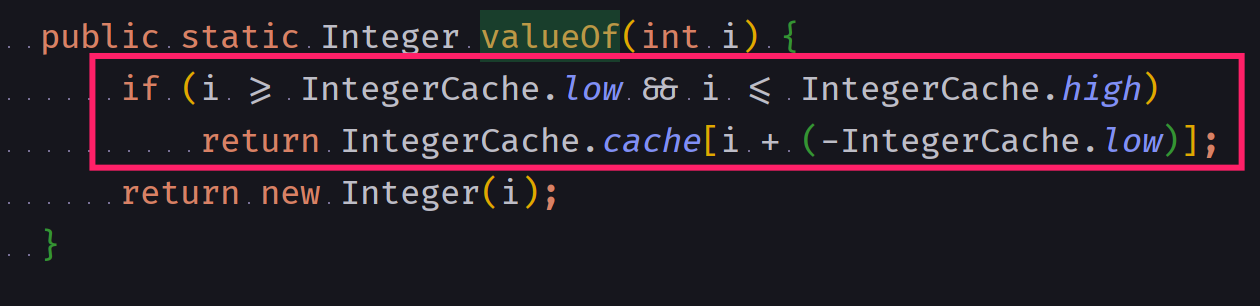 public static Integer valueOf(int i) {
if (i >= IntegerCache.low && i <= IntegerCache.high)
return IntegerCache.cache[i + (-IntegerCache.low)];
return new Integer(i);
}